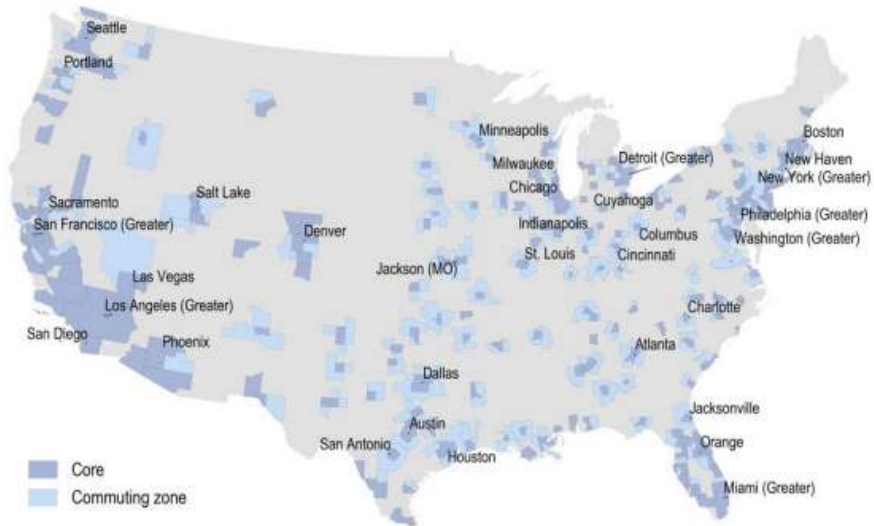 Seattle
Portland
Minneapolis
Boston
Milwaukee
Detroit (Greater)
New Haven
Chicago
New York (Greater)
Sacramento
Salt Lake
Cuyahoga
San Francisco (Greater)
Denver
Indianapolis
Philadelphia (Greater)
Columbus
Washington (Greater)
Jackson (MO)
St. Louis
Cincinnati
Las Vegas
Los Angeles (Greater)
Charlotte
San Diego
Phoenix
Atlanta
Dallas
Jacksonville
Austin
San Antonio
Orange
Houston
Core
Miami (Greater)
Commuting zone